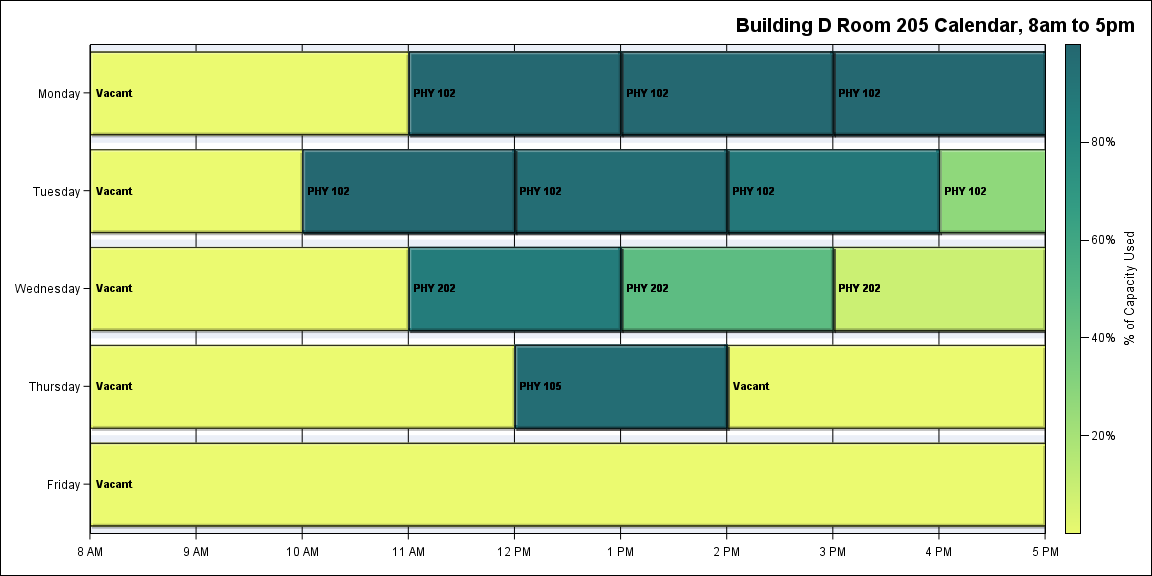 Building D Room 205 Calendar, 8am to 5pm
Monday
Vacant
PHY 102
PHY 102
PHY 102
Tuesday
Vacant
PHY 102
PHY 102
PHY 102
PHY 102
Wednesday
Vacant
PHY 202
PHY 202
PHY 202
Thursday
Vacant
PHY 105
Vacant
Friday
Vacant
8 AM
9 AM
10 AM
11 AM
12 PM
1 PM
2 PM
3 PM
4 PM
5 PM
80%
60%
40%
20%
% of Capacity Used